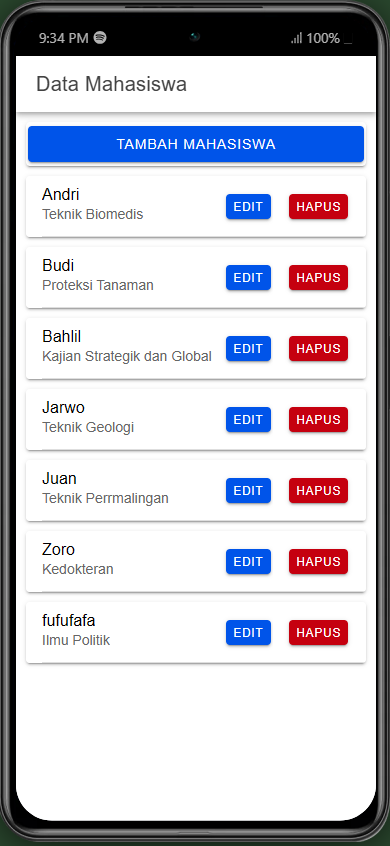 9:34 PM 100%
Data Mahasiswa
TAMBAH MAHASISWA
Andri
Teknik Biomedis
EDIT HAPUS
Budi
Proteksi Tanaman
EDIT HAPUS
Bahlil
Kajian Strategik dan Global
EDIT HAPUS
Jarwo
Teknik Geologi
EDIT HAPUS
Juan
Teknik Perrmalingan
EDIT HAPUS
Zoro
Kedokteran
EDIT HAPUS
fufufafa
Ilmu Politik
EDIT HAPUS